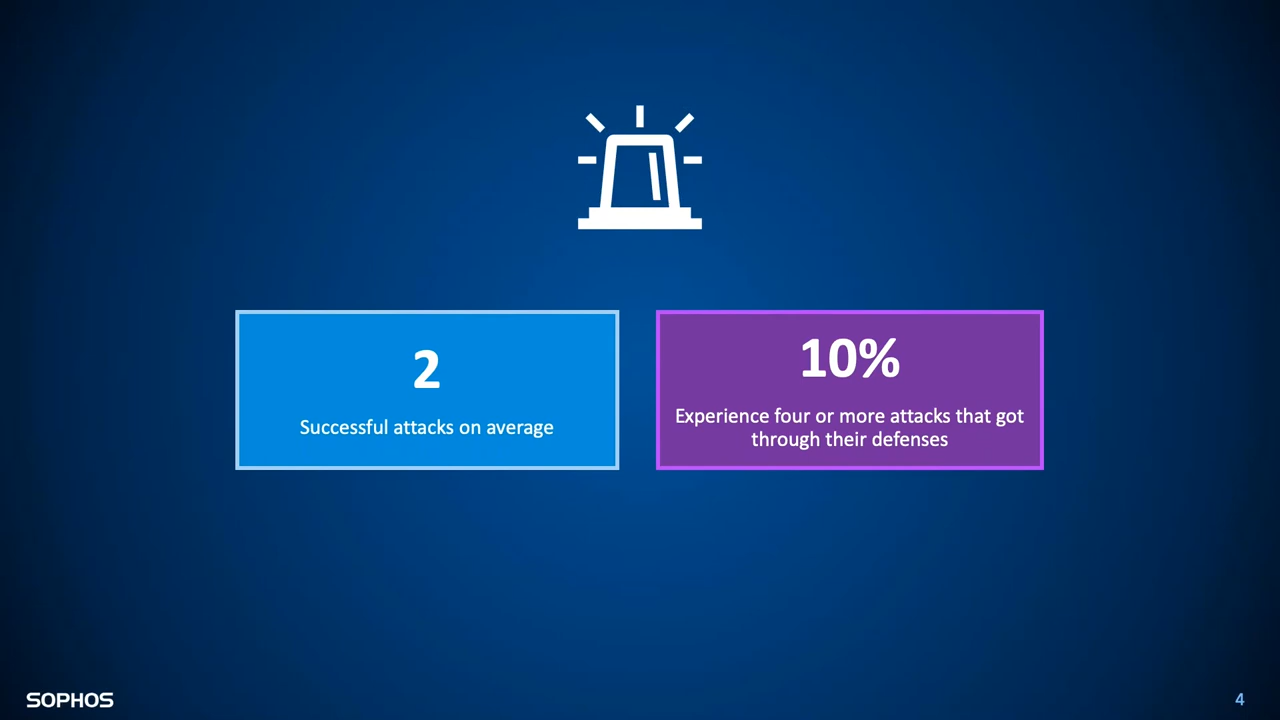 2
Successful attacks on average
10%
Experience four or more attacks that got
through their defenses
SOPHOS
4